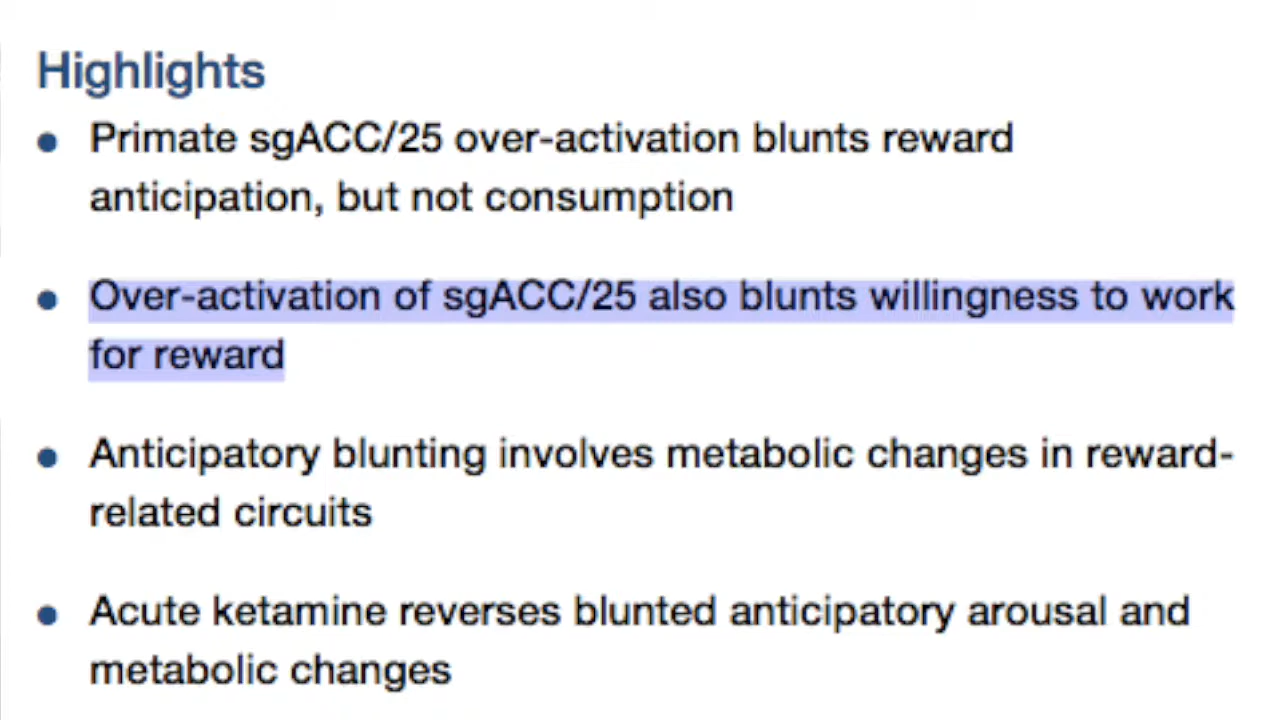 Highlights
Primate sgACC/25 over-activation blunts reward
anticipation, but not consumption
Over-activation of sgACC/25 also blunts willingness to work
for reward
Anticipatory blunting involves metabolic changes in reward-
related circuits
Acute ketamine reverses blunted anticipatory arousal and
metabolic changes